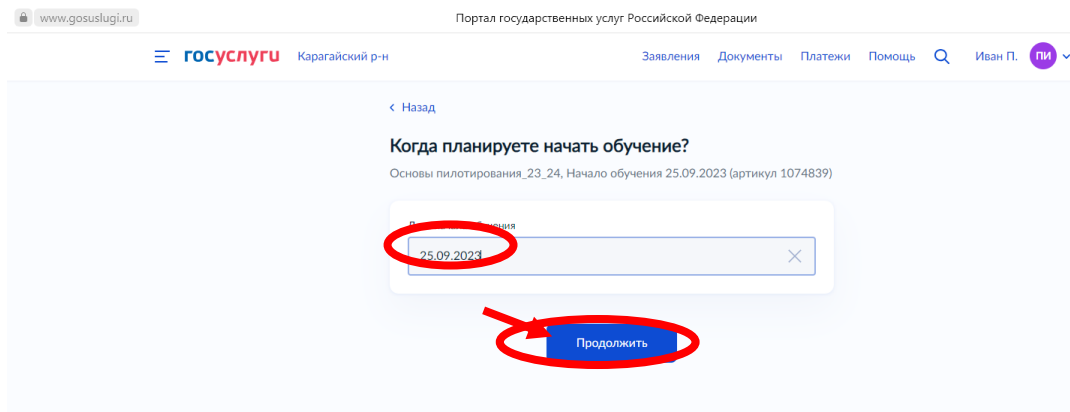 www.gosuslugi.ru
Портал государственных услуг Российской Федерации
госуслуги Карагайский р-н Заявления Документы Платежи Помощь Иван П. ПИ
Назад
Когда планируете начать обучение?
Основы пилотирования_23_24, Начало обучения 25.09.2023 (артикул 1074839)
25.09.2023
Продолжить